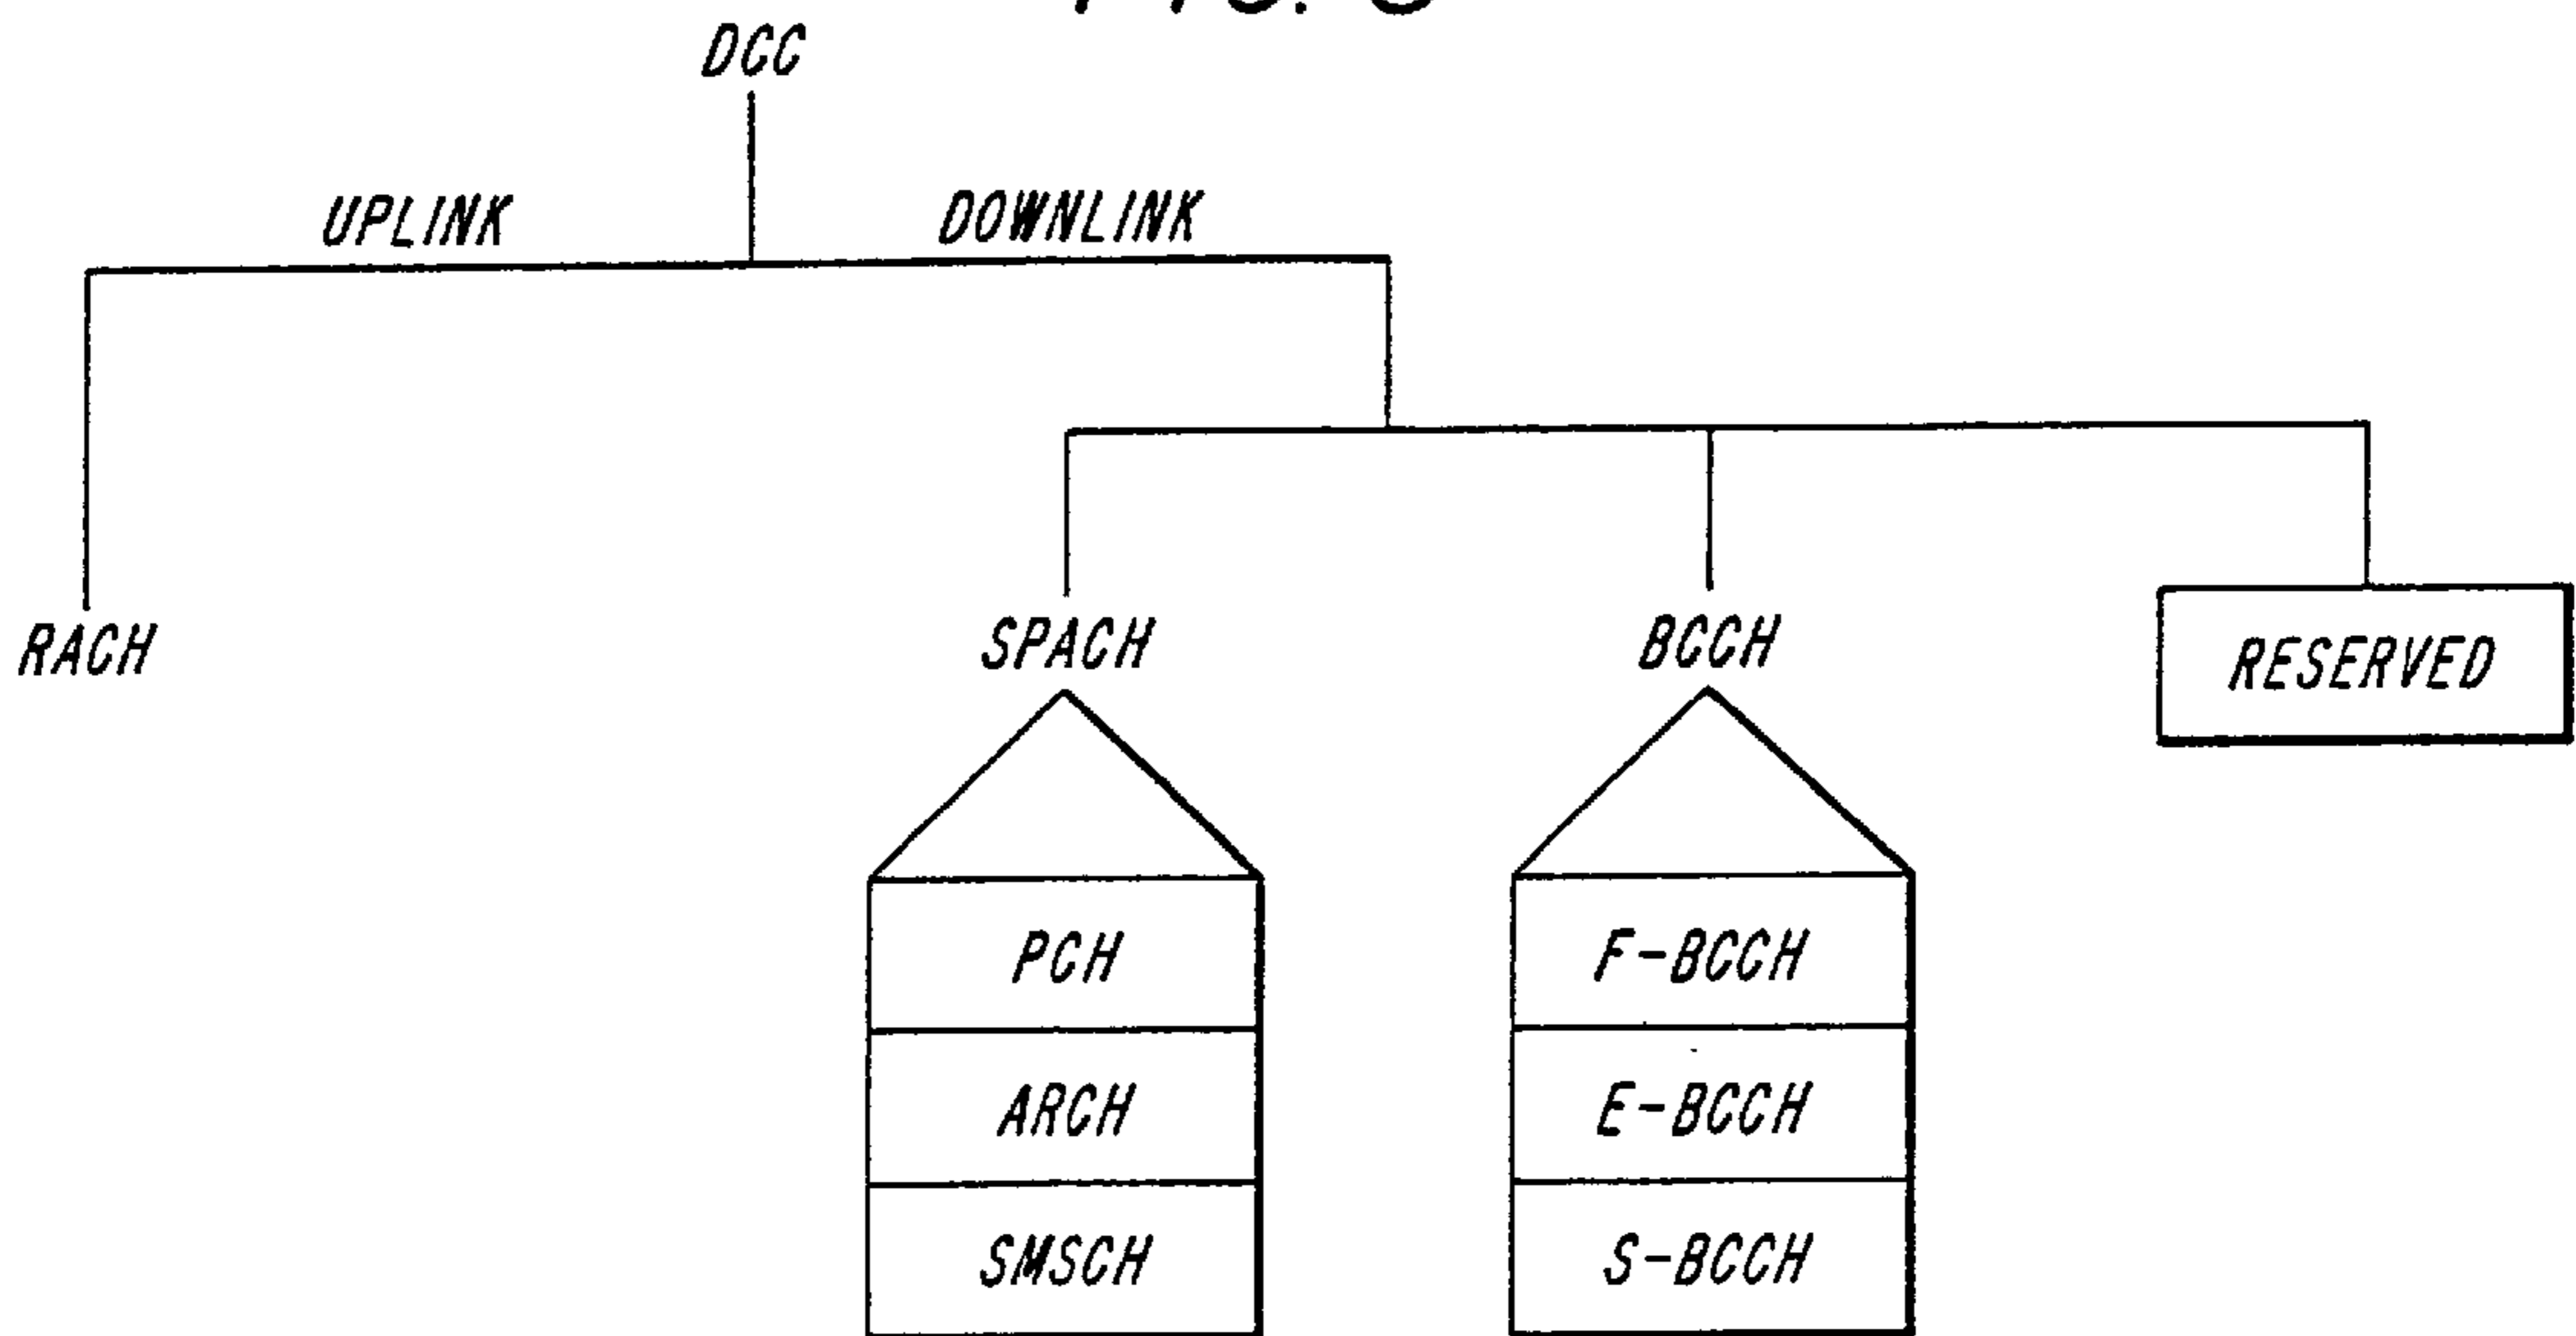 DCC
UPLINK
DOWNLINK
RACH
SPACH
BCCH
RESERVED
PCH
ARCH
SMSCH
F-BCCH
E-BCCH
S-BCCH